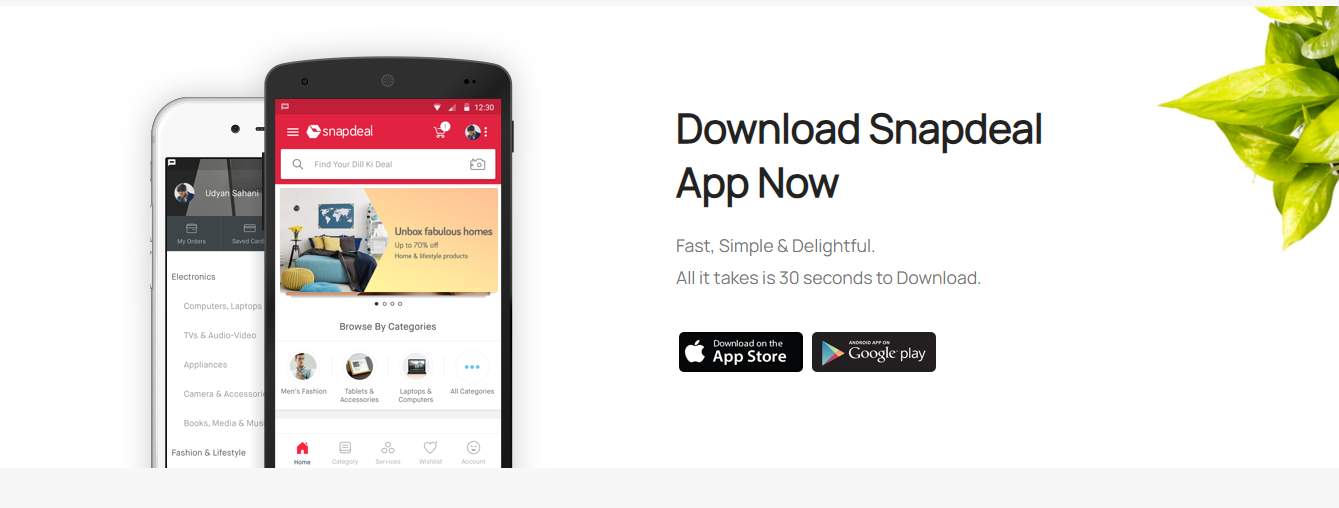 Udyan Sahani
My Orders
Saved Card
Electronics
Computers, Laptops
TVs & Audio-Video
Appliances
Camera & Accessorie
Books, Media & Mus
Fashion & Lifestyle
12:30
snapdeal
1
Find Your Dill Ki Deal
Unbox fabulous homes
Up to 70% off
Home & lifestyle products
Browse By Categories
Men's Fashion
Tablets &
Accessories
Laptops &
Computers
All Categories
Home
Category
Services
Wishlist
Account
Download Snapdeal
App Now
Fast, Simple & Delightful.
All it takes is 30 seconds to Download.
Download on the
App Store
ANDROID APP ON
Google play